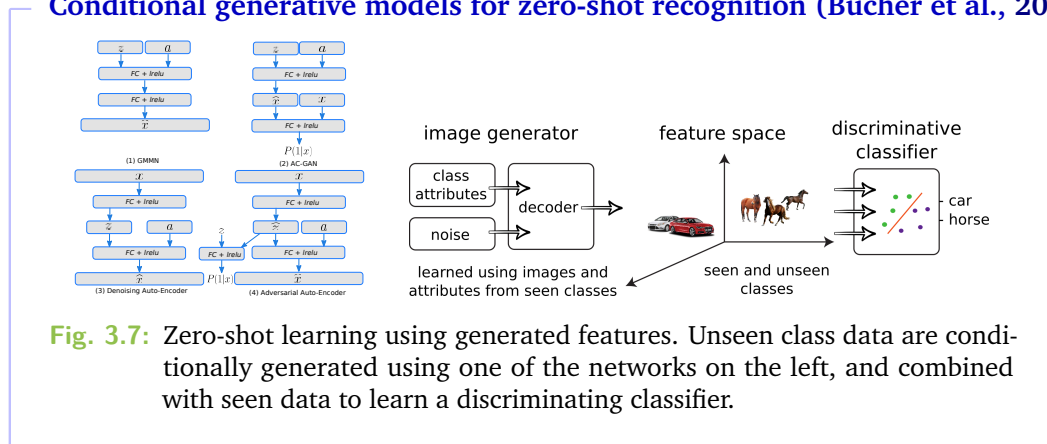 Conditional generative models for zero-shot recognition (Bucher et al., 20
z a
FC + lrelu
FC + lrelu
x̂
(1) GMMN
z a
FC + lrelu
x̂ x
FC + lrelu
P(1|x)
(2) AC-GAN
x
FC + lrelu
ẑ a
FC + lrelu
x̂
(3) Denoising Auto-Encoder
x
FC + lrelu
z ẑ a
FC + lrelu FC + lrelu
P(1|x) x̂
(4) Adversarial Auto-Encoder
image generator
class
attributes
noise
decoder
learned using images and
attributes from seen classes
feature space
seen and unseen
classes
discriminative
classifier
car
horse
Fig. 3.7: Zero-shot learning using generated features. Unseen class data are condi-
tionally generated using one of the networks on the left, and combined
with seen data to learn a discriminating classifier.